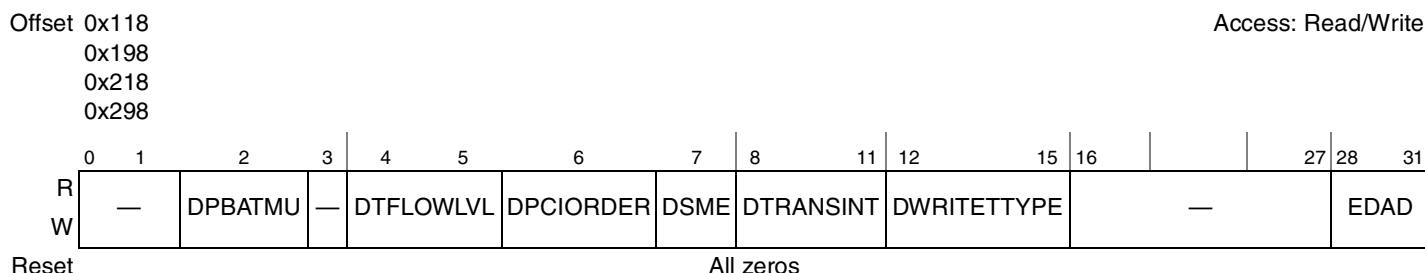 Offset 0x118 Access: Read/Write
0x198
0x218
0x298
0 1 2 3 4 5 6 7 8 11 12 15 16 27 28 31
R
— DPBATMU — DTFLOWLVL DPCIORDER DSME DTRANSINT DWRITETTYPE — EDAD
W
Reset All zeros